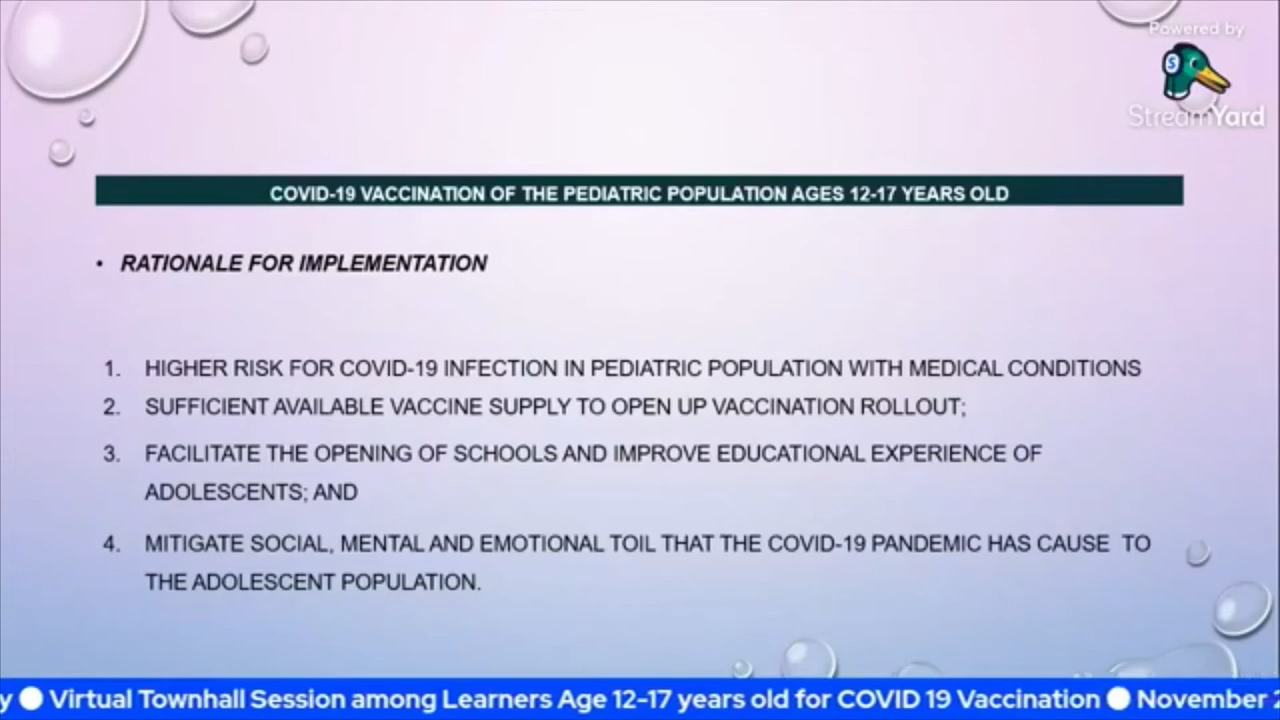 Powered by
StreamYard
COVID-19 VACCINATION OF THE PEDIATRIC POPULATION AGES 12-17 YEARS OLD
• RATIONALE FOR IMPLEMENTATION
1. HIGHER RISK FOR COVID-19 INFECTION IN PEDIATRIC POPULATION WITH MEDICAL CONDITIONS
2. SUFFICIENT AVAILABLE VACCINE SUPPLY TO OPEN UP VACCINATION ROLLOUT;
3. FACILITATE THE OPENING OF SCHOOLS AND IMPROVE EDUCATIONAL EXPERIENCE OF
ADOLESCENTS; AND
4. MITIGATE SOCIAL, MENTAL AND EMOTIONAL TOIL THAT THE COVID-19 PANDEMIC HAS CAUSE TO
THE ADOLESCENT POPULATION.
y ● Virtual Townhall Session among Learners Age 12-17 years old for COVID 19 Vaccination ● November